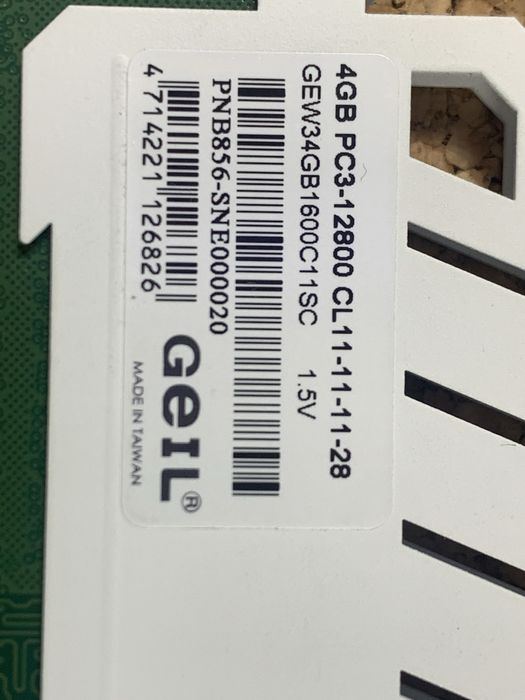 4GB PC3-12800 CL11-11-11-28
GEW34GB1600C11SC 1.5V
PNB856-SNE000020
4 714221 126826
GeIL®
MADE IN TAIWAN